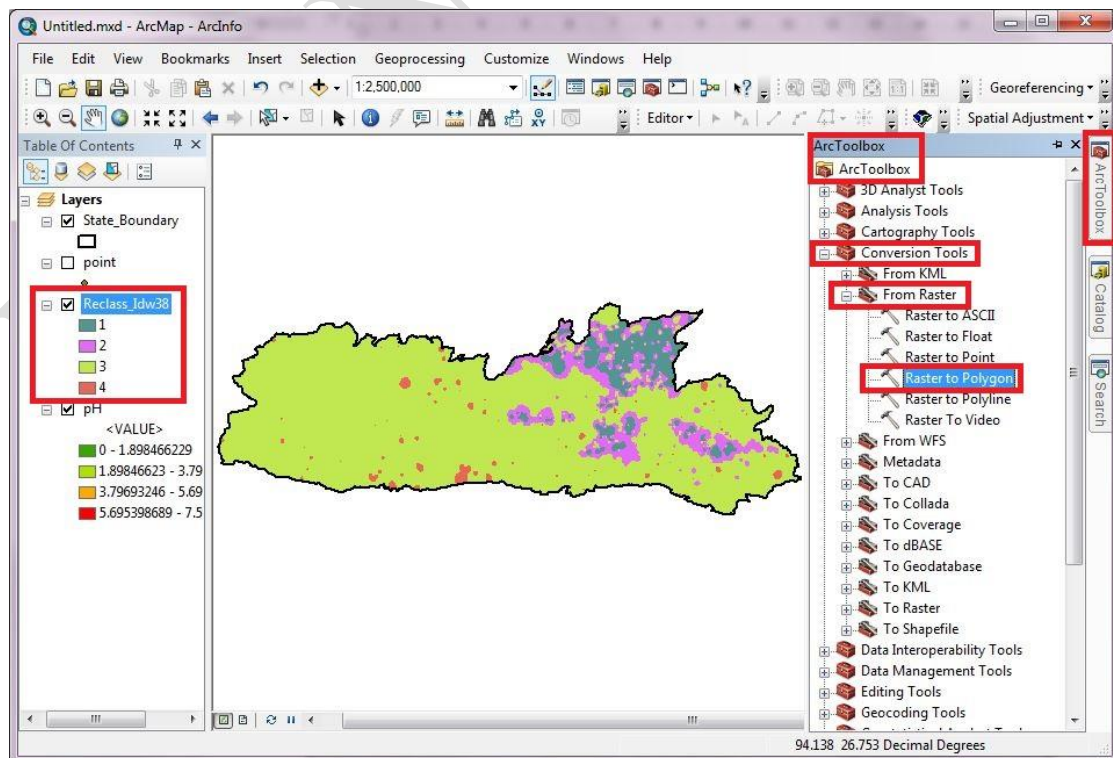 Untitled.mxd - ArcMap - ArcInfo
File Edit View Bookmarks Insert Selection Geoprocessing Customize Windows Help
1:2,500,000
Georeferencing
Editor
Spatial Adjustment
Table Of Contents
Layers
State_Boundary
point
Reclass_Idw38
1
2
3
4
pH
<VALUE>
0 - 1.898466229
1.89846623 - 3.79
3.79693246 - 5.69
5.695398689 - 7.5
ArcToolbox
ArcToolbox
3D Analyst Tools
Analysis Tools
Cartography Tools
Conversion Tools
From KML
From Raster
Raster to ASCII
Raster to Float
Raster to Point
Raster to Polygon
Raster to Polyline
Raster To Video
From WFS
Metadata
To CAD
To Collada
To Coverage
To dBASE
To Geodatabase
To KML
To Raster
To Shapefile
Data Interoperability Tools
Data Management Tools
Editing Tools
Geocoding Tools
ArcToolbox
Catalog
Search
94.138 26.753 Decimal Degrees